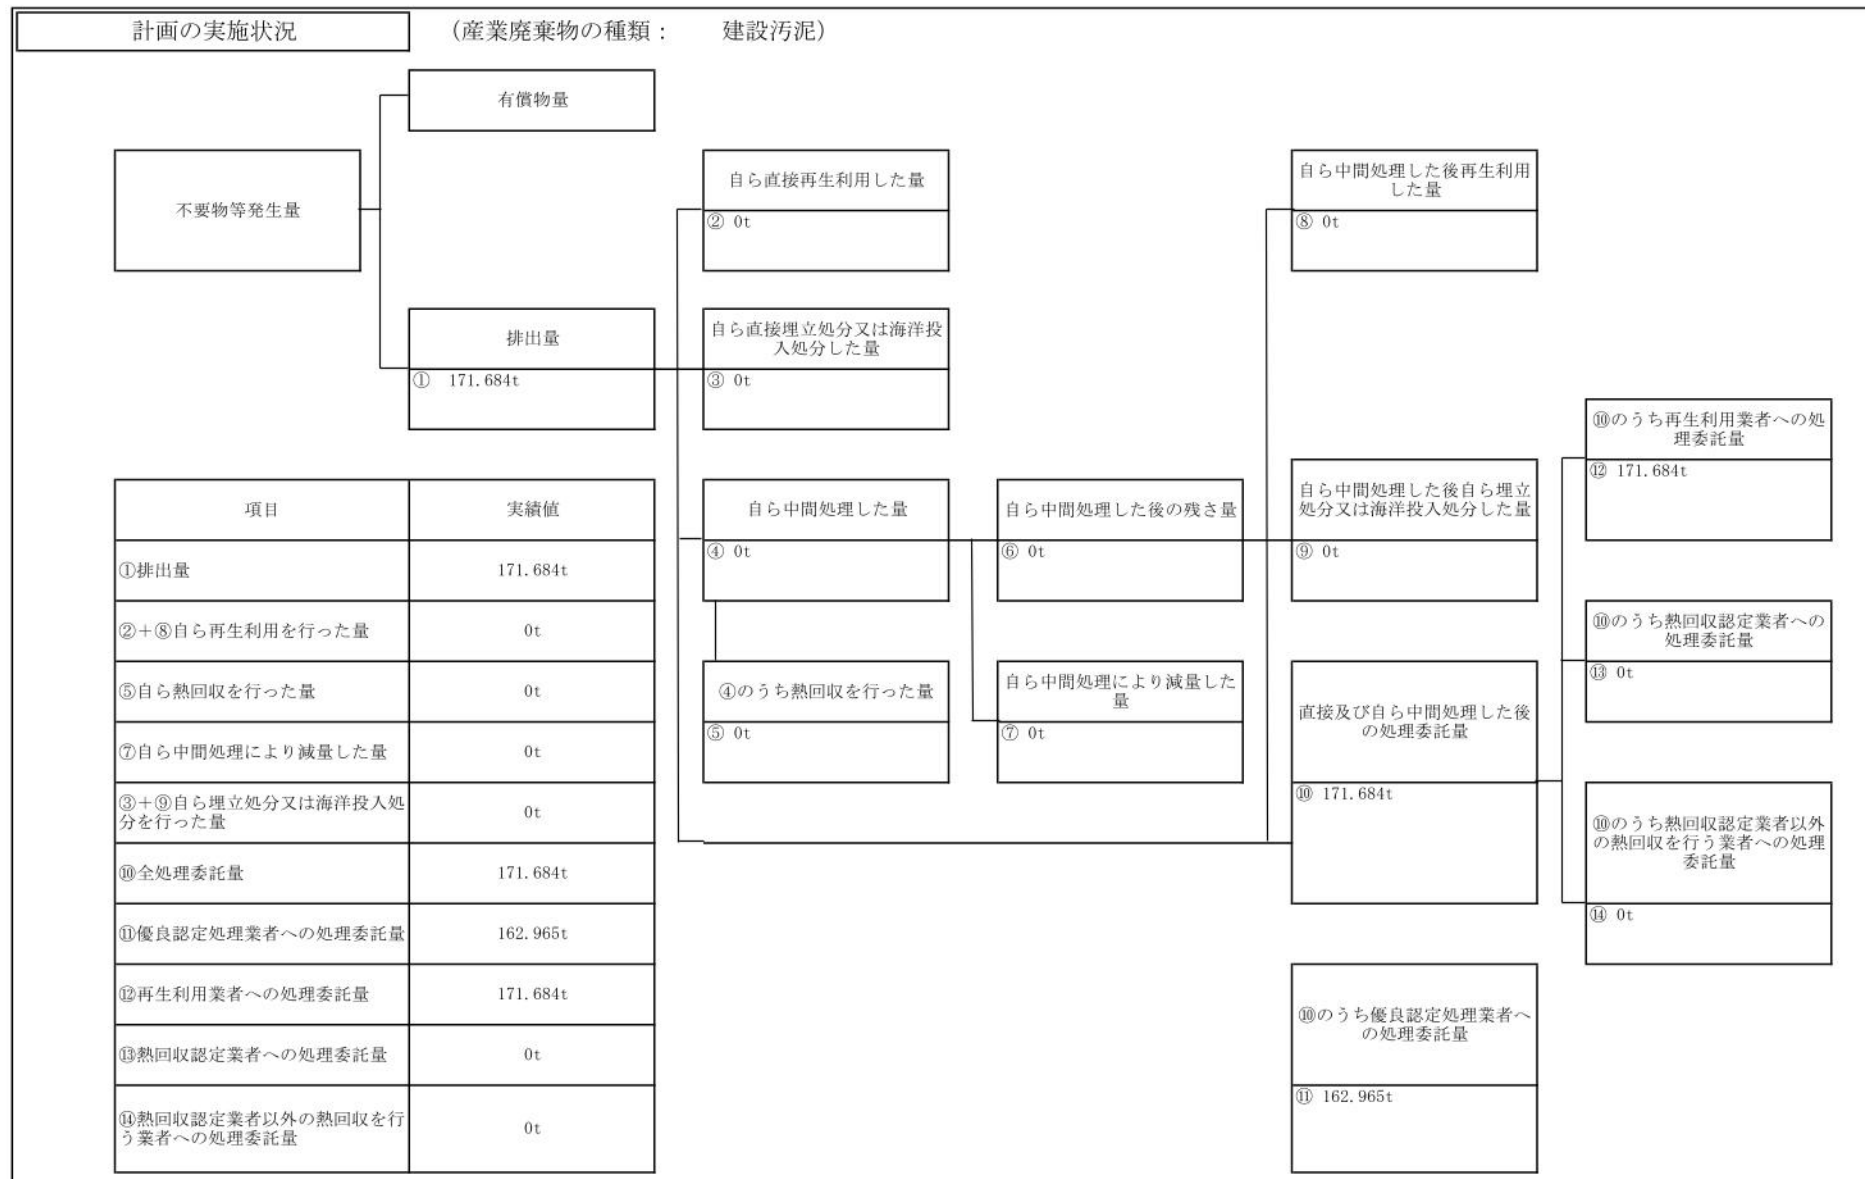 計画の実施状況
（産業廃棄物の種類： 建設汚泥）
有償物量
不要物等発生量
自ら直接再生利用した量
② 0t
自ら中間処理した後再生利用
した量
⑧ 0t
排出量
① 171.684t
自ら直接埋立処分又は海洋投
入処分した量
③ 0t
⑩のうち再生利用業者への処
理委託量
⑫ 171.684t
自ら中間処理した量
④ 0t
自ら中間処理した後の残さ量
⑥ 0t
自ら中間処理した後自ら埋立
処分又は海洋投入処分した量
⑨ 0t
⑩のうち熱回収認定業者への
処理委託量
⑬ 0t
④のうち熱回収を行った量
⑤ 0t
自ら中間処理により減量した
量
⑦ 0t
直接及び自ら中間処理した後
の処理委託量
⑩ 171.684t
⑩のうち熱回収認定業者以外
の熱回収を行う業者への処理
委託量
⑭ 0t
⑩のうち優良認定処理業者へ
の処理委託量
⑪ 162.965t
項目 実績値
①排出量 171.684t
②＋⑧自ら再生利用を行った量 0t
⑤自ら熱回収を行った量 0t
⑦自ら中間処理により減量した量 0t
③＋⑨自ら埋立処分又は海洋投入処
分を行った量 0t
⑩全処理委託量 171.684t
⑪優良認定処理業者への処理委託量 162.965t
⑫再生利用業者への処理委託量 171.684t
⑬熱回収認定業者への処理委託量 0t
⑭熱回収認定業者以外の熱回収を行
う業者への処理委託量 0t